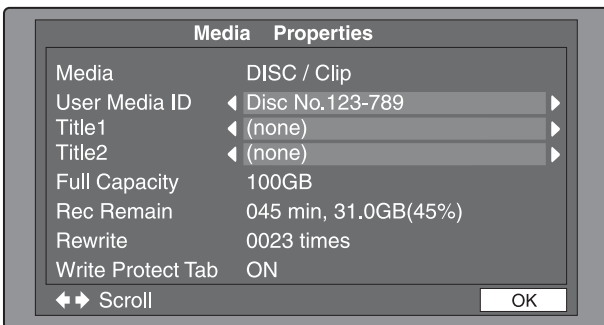 Media Properties
Media DISC / Clip
User Media ID Disc No.123-789
Title1 (none)
Title2 (none)
Full Capacity 100GB
Rec Remain 045 min, 31.0GB(45%)
Rewrite 0023 times
Write Protect Tab ON
Scroll OK